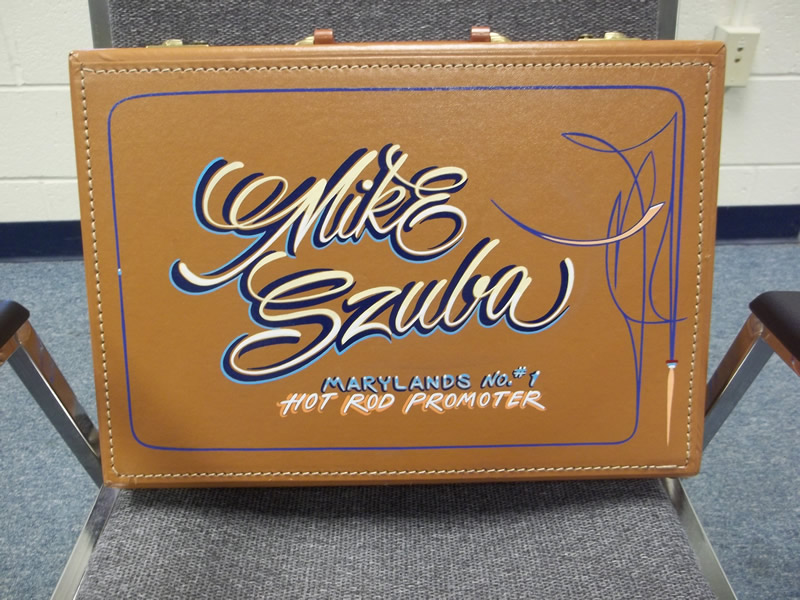 Mike
Szuba
MARYLANDS No.#1
HOT ROD PROMOTER